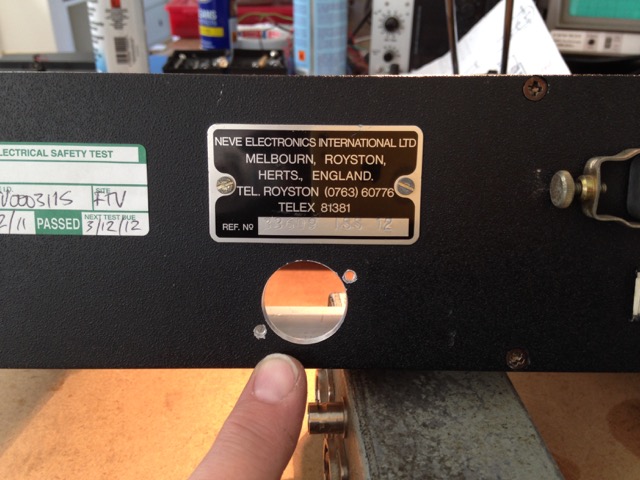 LECTRICAL SAFETY TEST
FTV
PASSED
NEXT TEST DUE
3/12/12
NEVE ELECTRONICS INTERNATIONAL LTD
MELBOURN, ROYSTON,
HERTS., ENGLAND.
TEL. ROYSTON (0763) 60776
TELEX 81381
REF. Nº